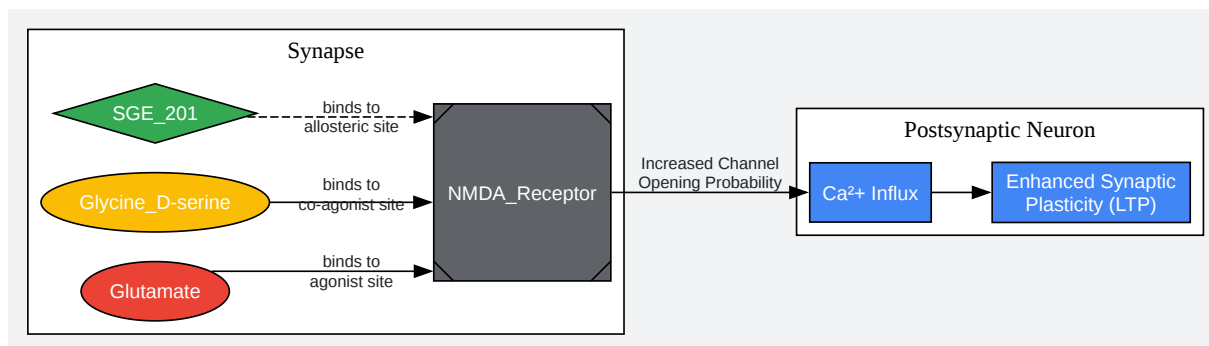 Synapse
SGE_201
binds to
allosteric site
Glycine_D-serine
binds to
co-agonist site
Glutamate
binds to
agonist site
NMDA_Receptor
Increased Channel
Opening Probability
Postsynaptic Neuron
Ca²+ Influx
Enhanced Synaptic
Plasticity (LTP)